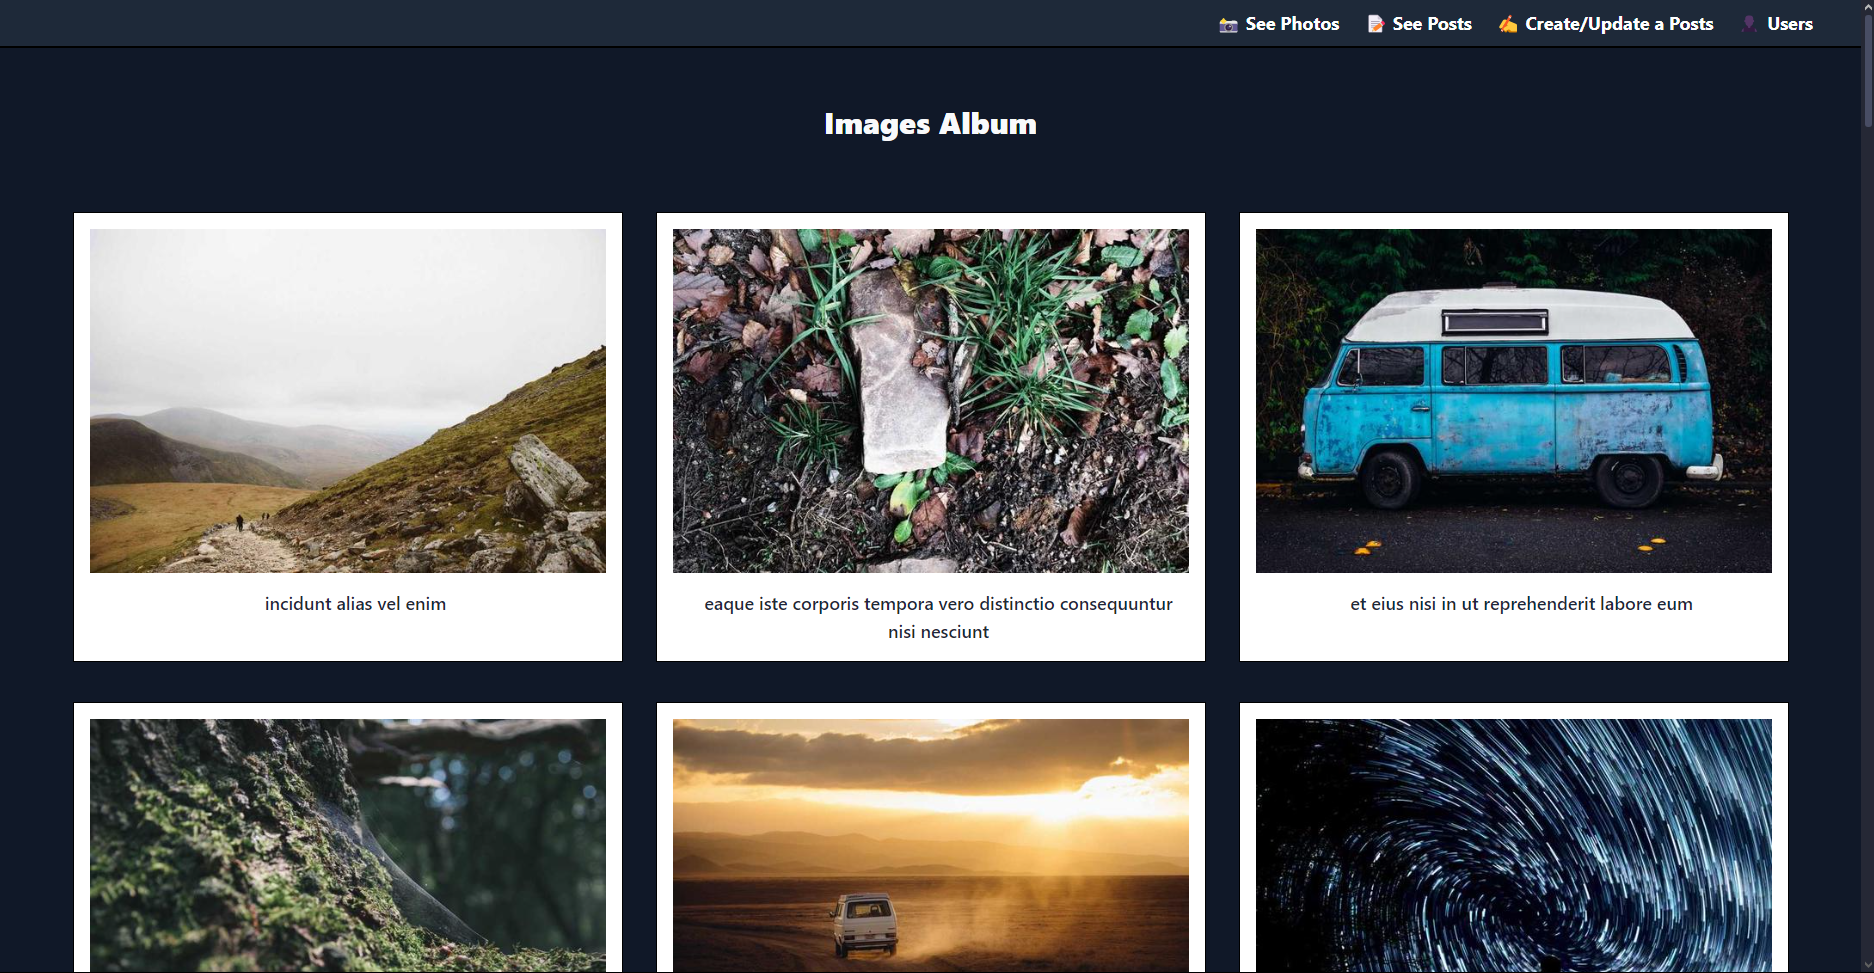 📸 See Photos 📝 See Posts ✍ Create/Update a Posts 👤 Users
Images Album
incidunt alias vel enim
eaque iste corporis tempora vero distinctio consequuntur
nisi nesciunt
et eius nisi in ut reprehenderit labore eum